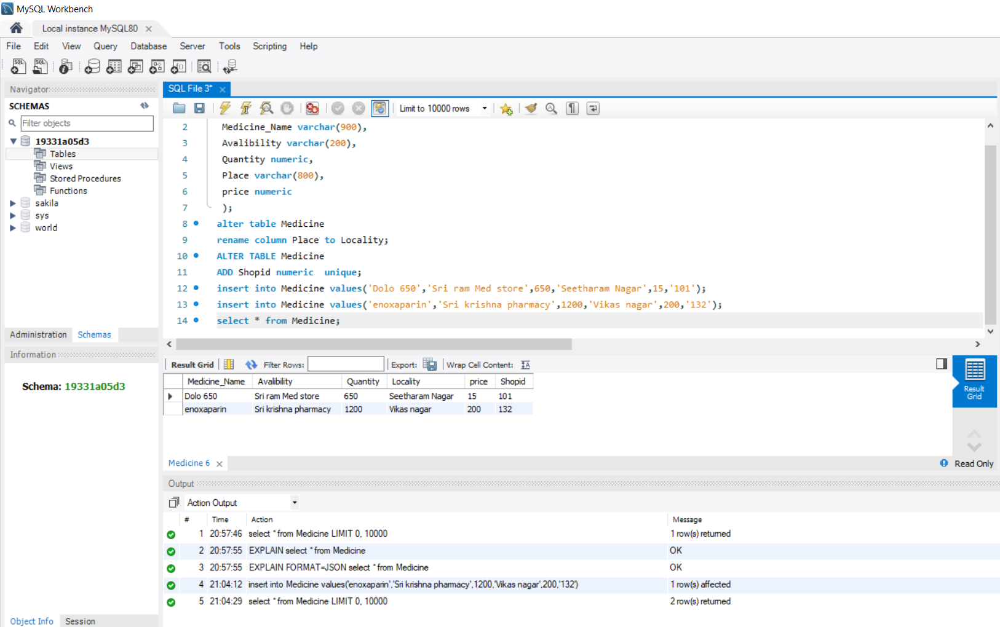 MySQL Workbench
Local instance MySQL80
File Edit View Query Database Server Tools Scripting Help
Navigator
SCHEMAS
Filter objects
19331a05d3
Tables
Views
Stored Procedures
Functions
sakila
sys
world
Administration Schemas
Information
Schema: 19331a05d3
Object Info Session
SQL File 3*
Limit to 10000 rows
2 Medicine_Name varchar(900),
3 Avalibility varchar(200),
4 Quantity numeric,
5 Place varchar(800),
6 price numeric
7 );
8 alter table Medicine
9 rename column Place to Locality;
10 ALTER TABLE Medicine
11 ADD Shopid numeric  unique;
12 insert into Medicine values('Dolo 650','Sri ram Med store',650,'Seetharam Nagar',15,'101');
13 insert into Medicine values('enoxaparin','Sri krishna pharmacy',1200,'Vikas nagar',200,'132');
14 select * from Medicine;
Result Grid Filter Rows: Export: Wrap Cell Content:
Medicine_Name Avalibility Quantity Locality price Shopid
Dolo 650 Sri ram Med store 650 Seetharam Nagar 15 101
enoxaparin Sri krishna pharmacy 1200 Vikas nagar 200 132
Result
Grid
Medicine 6
Read Only
Output
Action Output
# Time Action Message
1 20:57:46 select * from Medicine LIMIT 0, 10000 1 row(s) returned
2 20:57:55 EXPLAIN select * from Medicine OK
3 20:57:55 EXPLAIN FORMAT=JSON select * from Medicine OK
4 21:04:12 insert into Medicine values('enoxaparin','Sri krishna pharmacy',1200,'Vikas nagar',200,'132') 1 row(s) affected
5 21:04:29 select * from Medicine LIMIT 0, 10000 2 row(s) returned